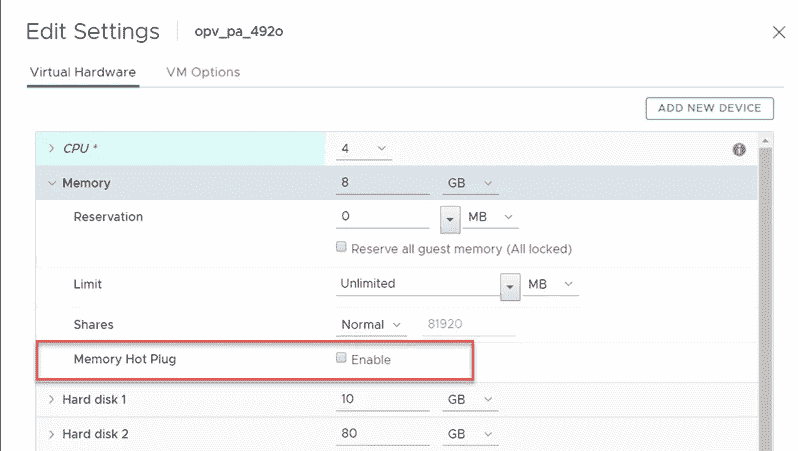 Edit Settings opv_pa_492o
Virtual Hardware VM Options
ADD NEW DEVICE
CPU * 4
Memory 8 GB
Reservation 0 MB
Reserve all guest memory (All locked)
Limit Unlimited MB
Shares Normal 81920
Memory Hot Plug Enable
Hard disk 1 10 GB
Hard disk 2 80 GB